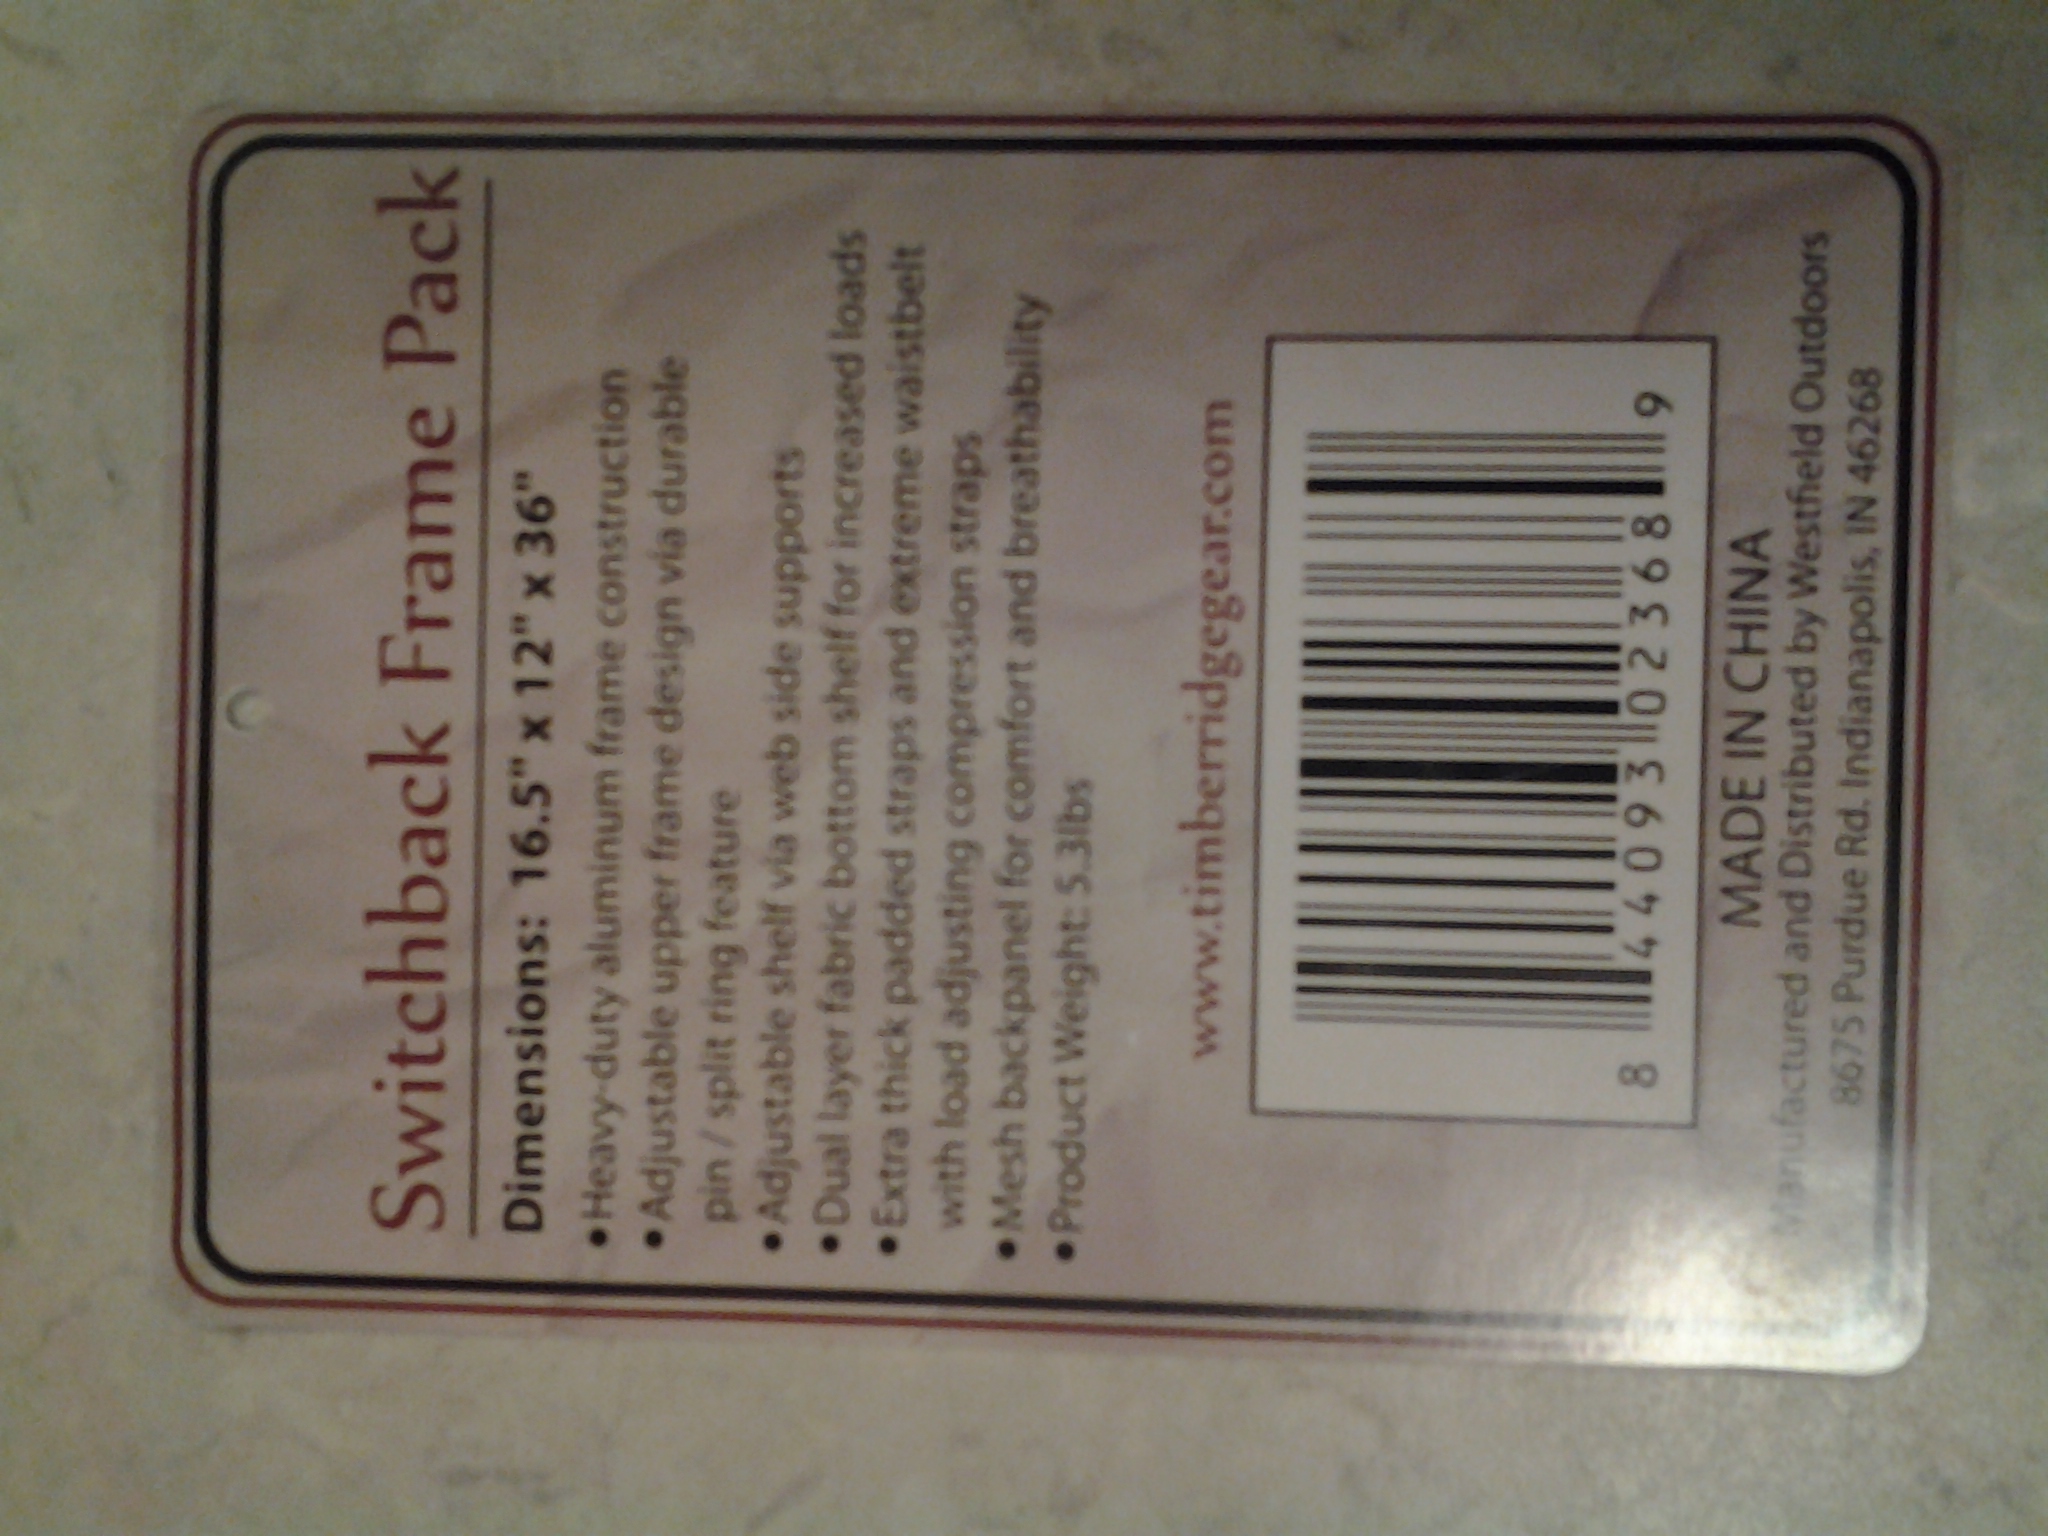 Switchback Frame Pack
Dimensions: 16.5" x 12" x 36"
•Heavy-duty aluminum frame construction
•Adjustable upper frame design via durable
pin / split ring feature
•Adjustable shelf via web side supports
•Dual layer fabric bottom shelf for increased loads
•Extra thick padded straps and extreme waistbelt
with load adjusting compression straps
•Mesh backpanel for comfort and breathability
•Product Weight: 5.3lbs
www.timberridgegear.com
8 44093 02368 9
MADE IN CHINA
Manufactured and Distributed by Westfield Outdoors
8675 Purdue Rd. Indianapolis, IN 46268